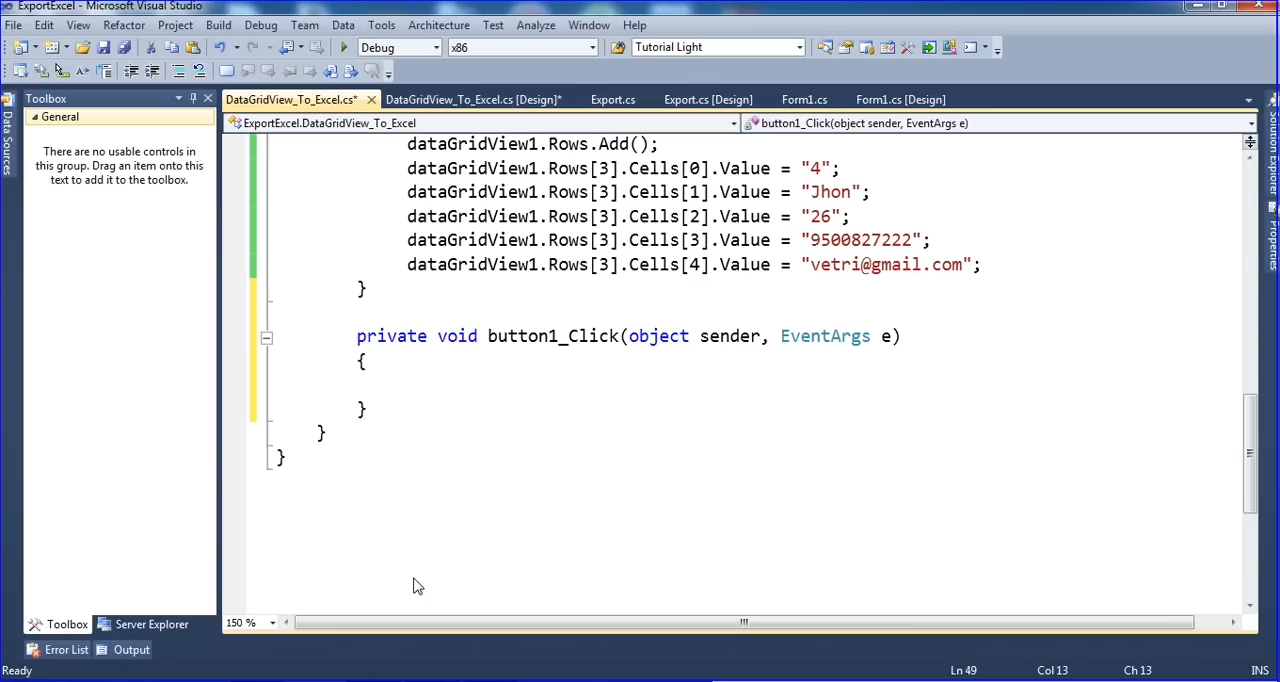 ExportExcel - Microsoft Visual Studio
File Edit View Refactor Project Build Debug Team Data Tools Architecture Test Analyze Window Help
Debug x86 Tutorial Light
Toolbox
General
There are no usable controls in
this group. Drag an item onto this
text to add it to the toolbox.
Data Sources
DataGridView_To_Excel.cs* DataGridView_To_Excel.cs [Design]* Export.cs Export.cs [Design] Form1.cs Form1.cs [Design]
ExportExcel.DataGridView_To_Excel button1_Click(object sender, EventArgs e)
dataGridView1.Rows.Add();
dataGridView1.Rows[3].Cells[0].Value = "4";
dataGridView1.Rows[3].Cells[1].Value = "Jhon";
dataGridView1.Rows[3].Cells[2].Value = "26";
dataGridView1.Rows[3].Cells[3].Value = "9500827222";
dataGridView1.Rows[3].Cells[4].Value = "vetri@gmail.com";
}
private void button1_Click(object sender, EventArgs e)
{
}
}
}
Solution Explorer
Properties
150 %
Toolbox Server Explorer
Error List Output
Ready Ln 49 Col 13 Ch 13 INS